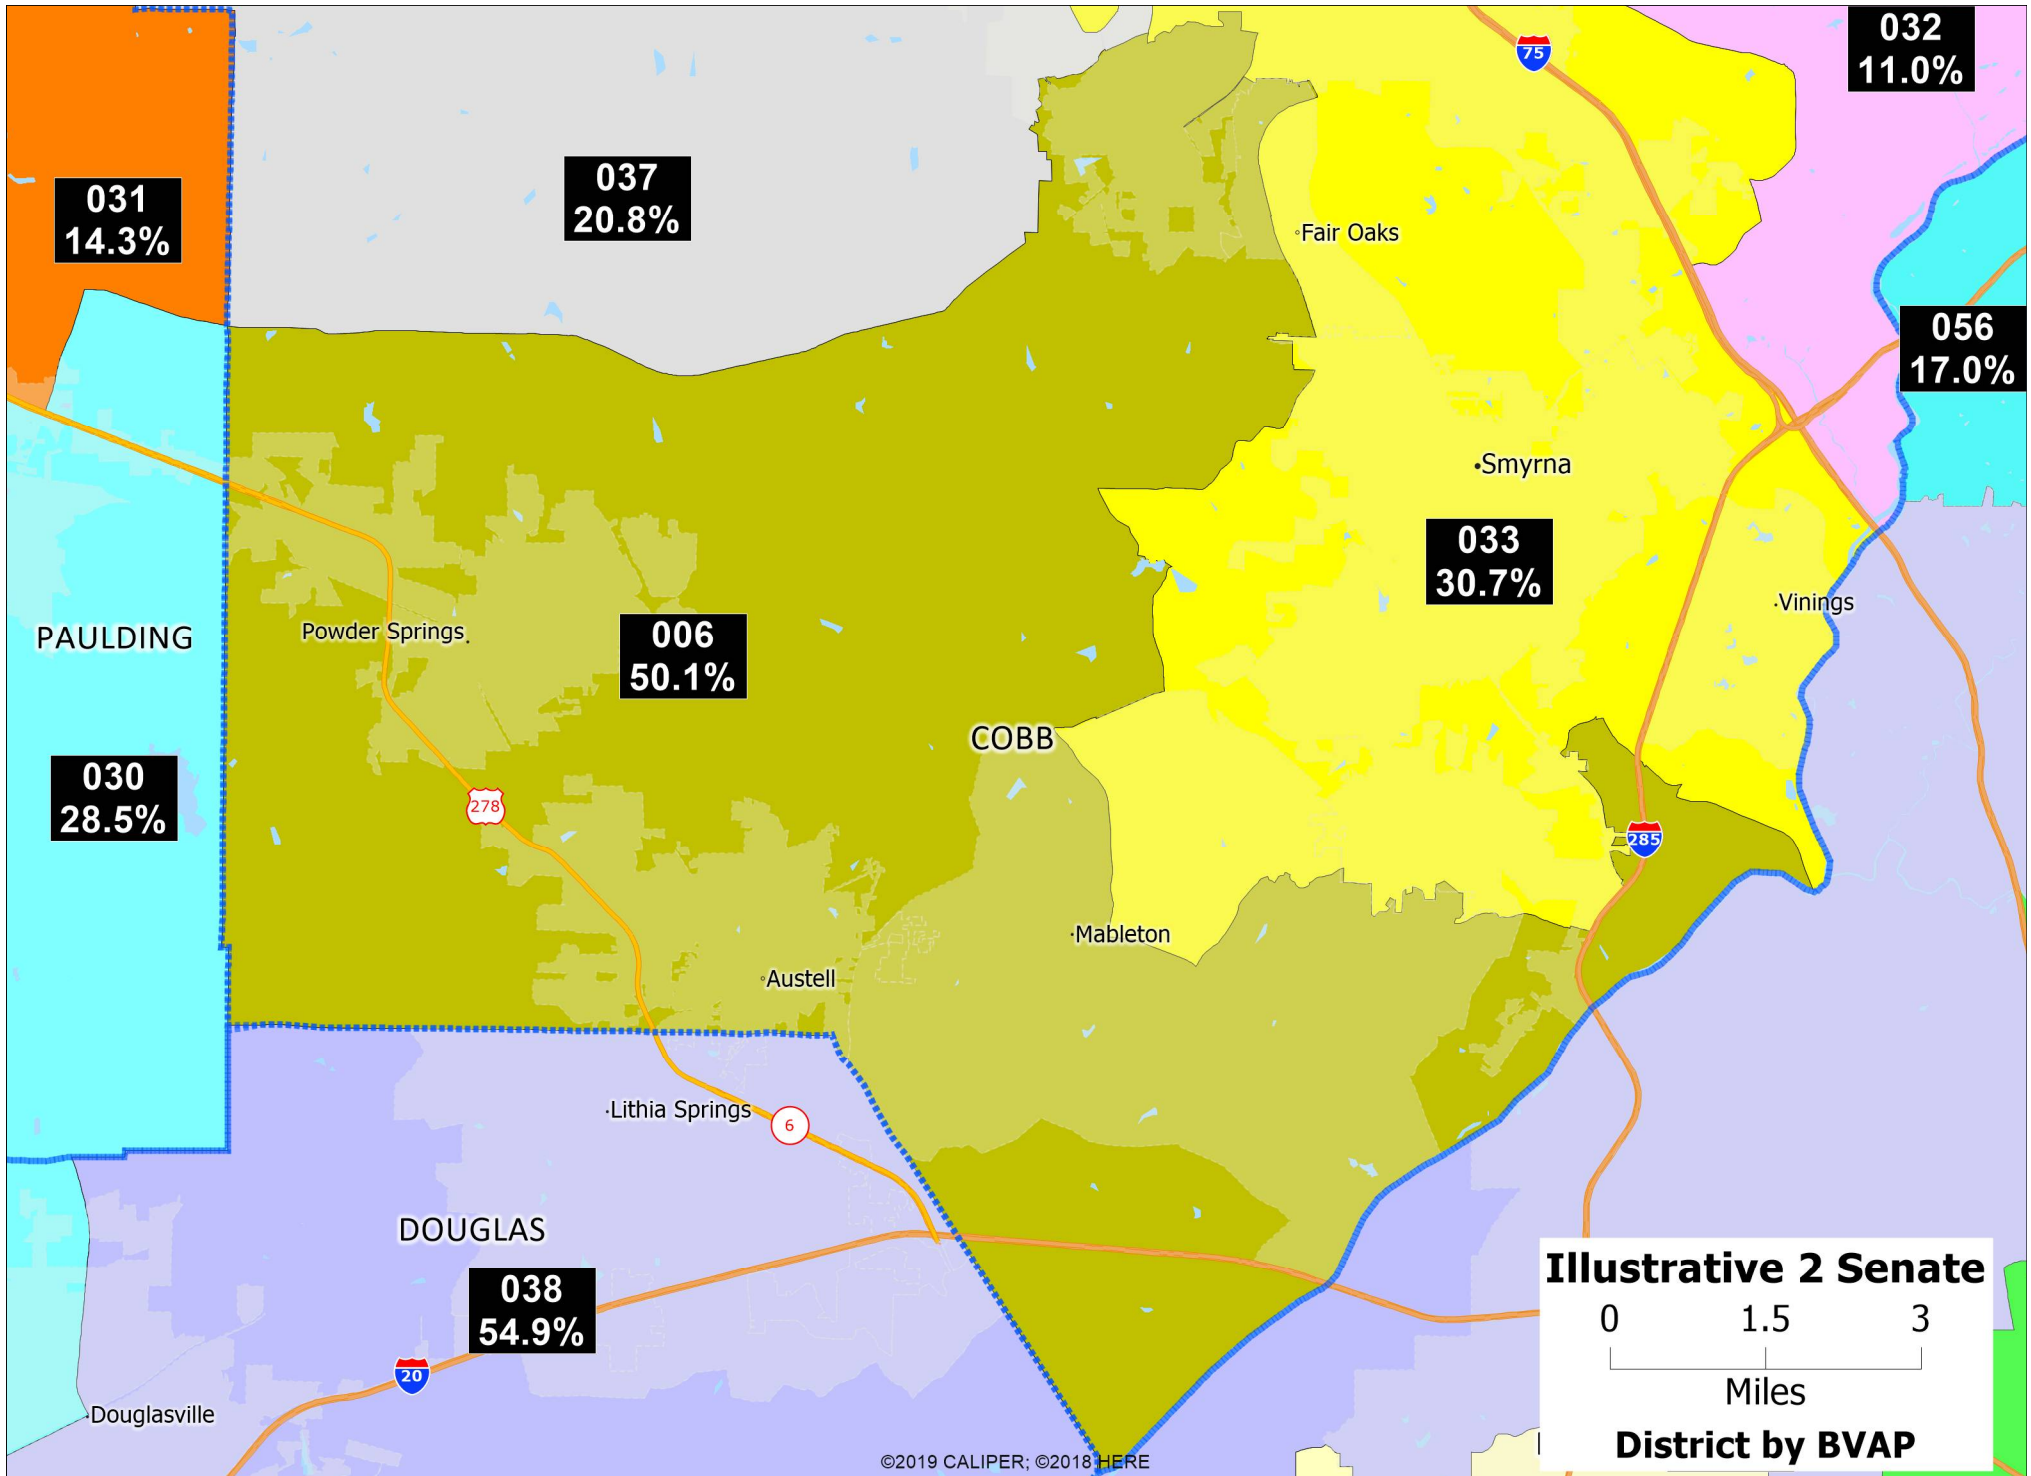 032
11.0%
75
037
20.8%
031
14.3%
Fair Oaks
056
17.0%
Smyrna
033
30.7%
Vinings
PAULDING
Powder Springs
006
50.1%
COBB
030
28.5%
278
285
Mableton
Austell
Lithia Springs
6
DOUGLAS
038
54.9%
20
Douglasville
Illustrative 2 Senate
0 1.5 3
Miles
District by BVAP
©2019 CALIPER; ©2018 HERE